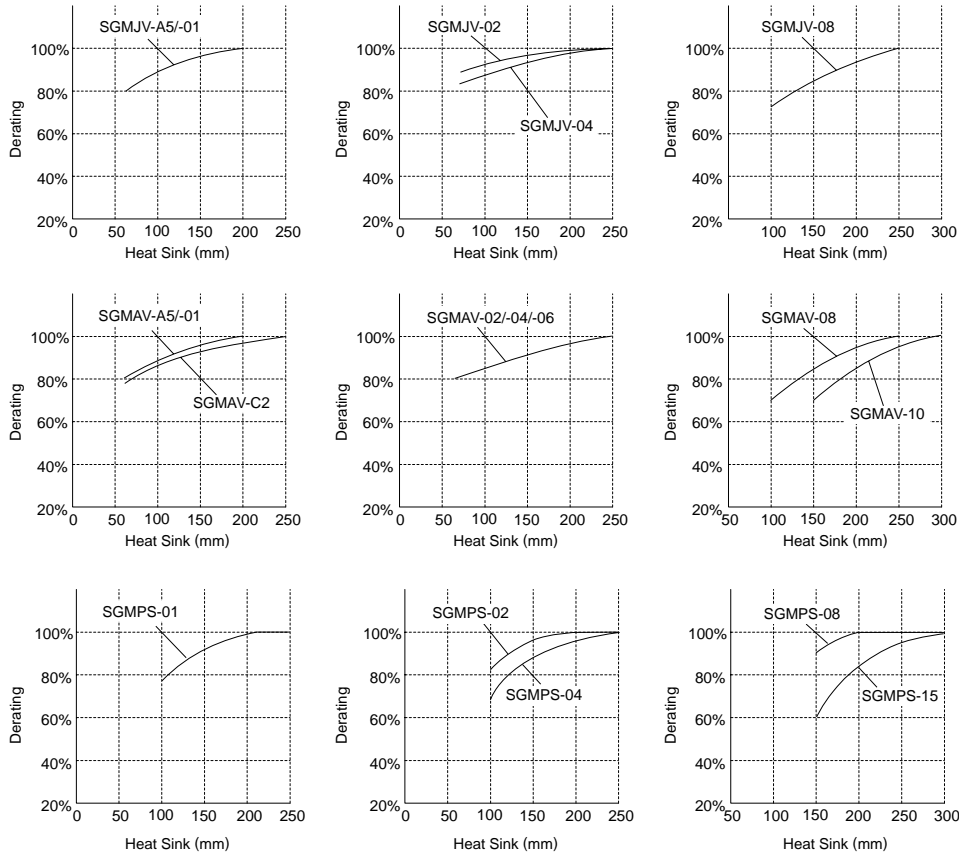 SGMJV-A5/-01
100%
80%
60%
40%
20%
Derating
0 50 100 150 200 250
Heat Sink (mm)
SGMJV-02
SGMJV-04
100%
80%
60%
40%
20%
Derating
0 50 100 150 200 250
Heat Sink (mm)
SGMJV-08
100%
80%
60%
40%
20%
Derating
100 150 200 250 300
Heat Sink (mm)
SGMAV-A5/-01
SGMAV-C2
100%
80%
60%
40%
20%
Derating
0 50 100 150 200 250
Heat Sink (mm)
SGMAV-02/-04/-06
100%
80%
60%
40%
20%
Derating
0 50 100 150 200 250
Heat Sink (mm)
SGMAV-08
SGMAV-10
100%
80%
60%
40%
20%
Derating
50 100 150 200 250 300
Heat Sink (mm)
SGMPS-01
100%
80%
60%
40%
20%
Derating
0 50 100 150 200 250
Heat Sink (mm)
SGMPS-02
SGMPS-04
100%
80%
60%
40%
20%
Derating
0 50 100 150 200 250
Heat Sink (mm)
SGMPS-08
SGMPS-15
100%
80%
60%
40%
20%
Derating
50 100 150 200 250 300
Heat Sink (mm)